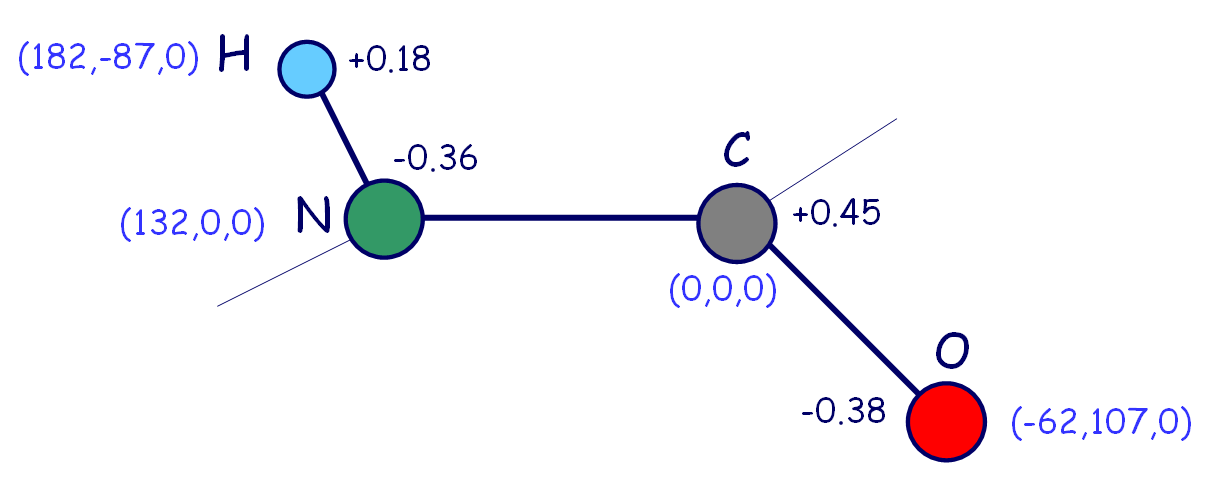 (182,-87,0) H +0.18
-0.36
C
(132,0,0) N +0.45
(0,0,0)
O
-0.38 (-62,107,0)